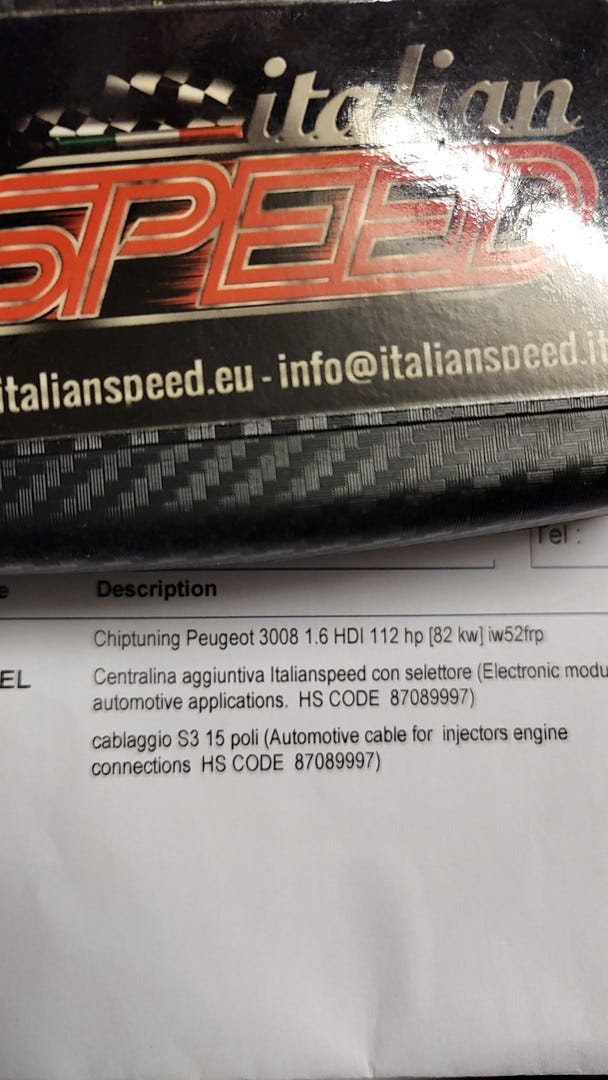 italian
SPEED
italianspeed.eu - info@italianspeed.it
Tel :
Description
Chiptuning Peugeot 3008 1.6 HDI 112 hp [82 kw] iw52frp
EL
Centralina aggiuntiva Italianspeed con selettore (Electronic modu
automotive applications. HS CODE 87089997)
cablaggio S3 15 poli (Automotive cable for injectors engine
connections HS CODE 87089997)